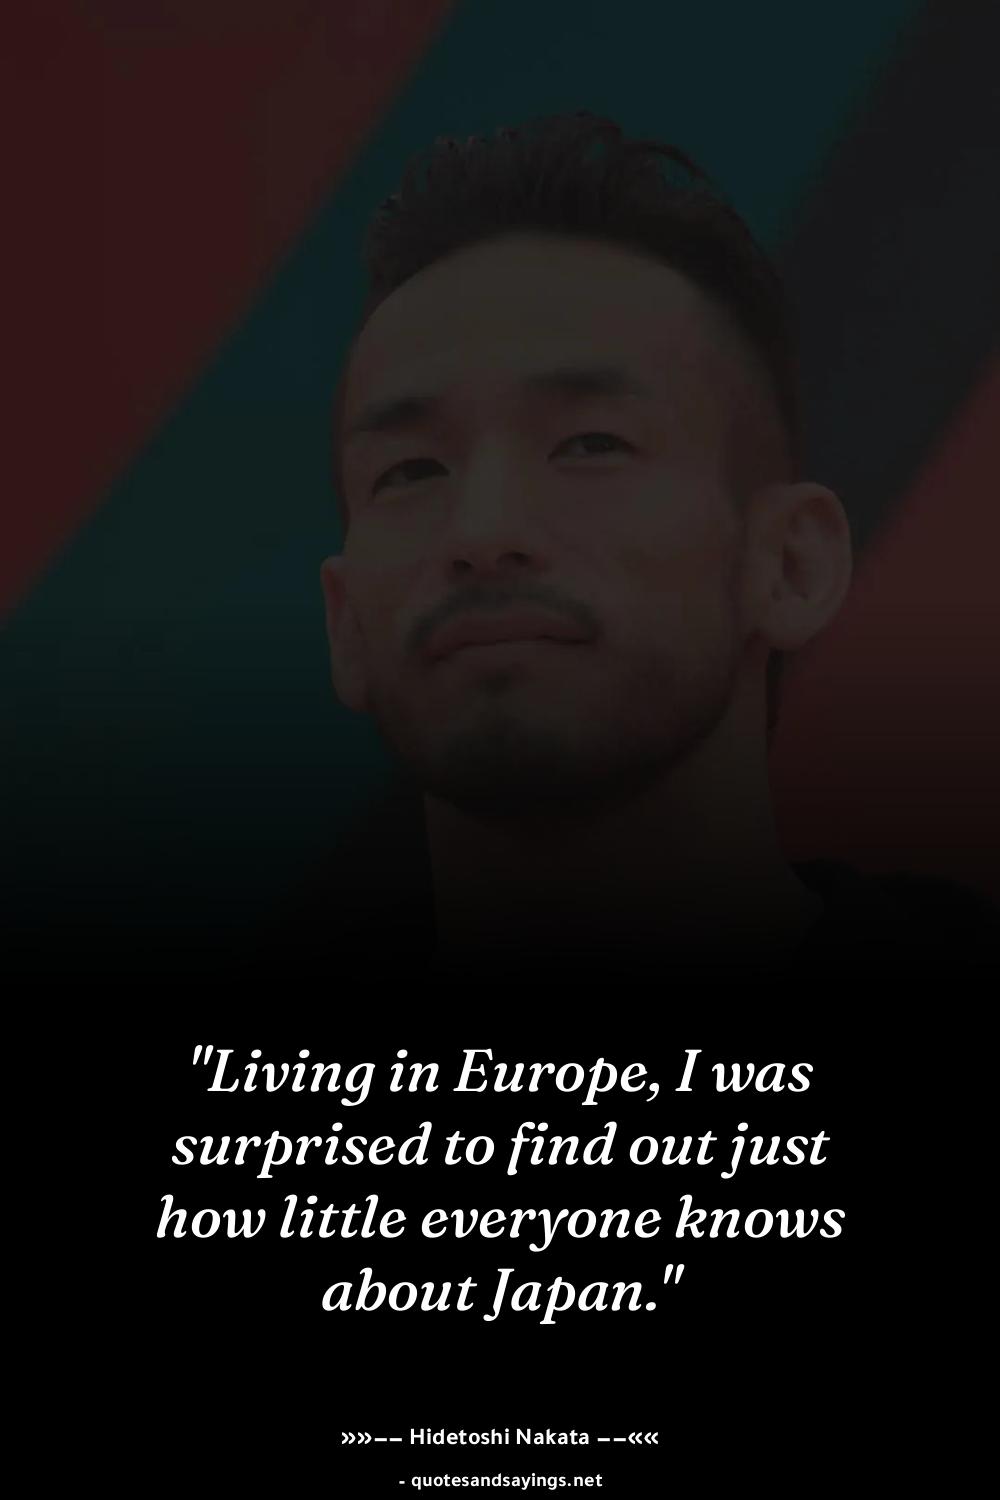 "Living in Europe, I was
surprised to find out just
how little everyone knows
about Japan."
»»–– Hidetoshi Nakata ––««
- quotesandsayings.net